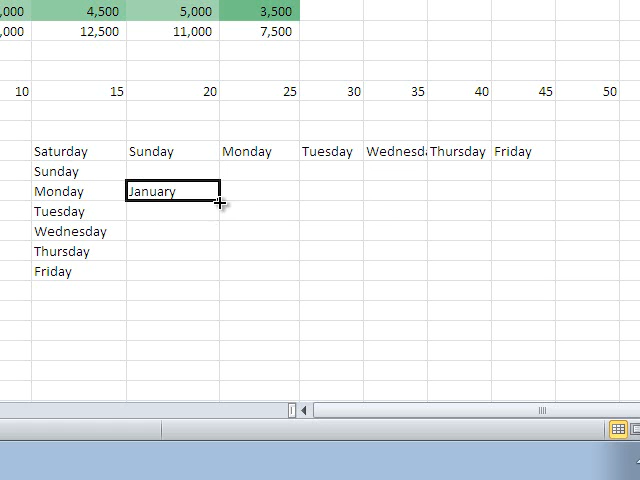 ,000 4,500 5,000 3,500
,000 12,500 11,000 7,500
10 15 20 25 30 35 40 45 50
Saturday Sunday Monday Tuesday Wednesd Thursday Friday
Sunday
Monday January
Tuesday
Wednesday
Thursday
Friday